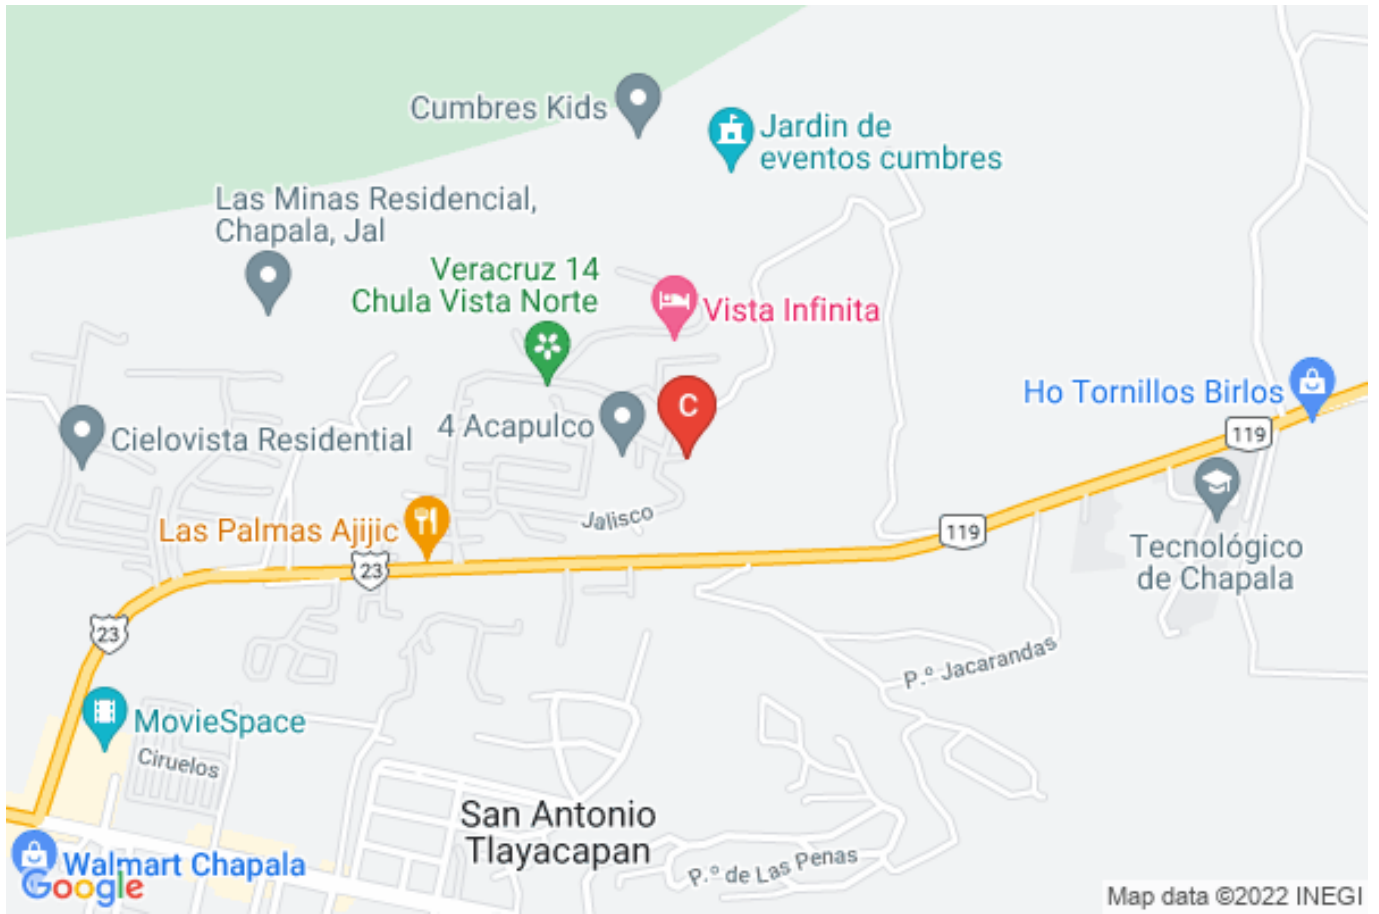 Cumbres Kids
Jardin de
eventos cumbres
Las Minas Residencial,
Chapala, Jal
Veracruz 14
Chula Vista Norte
Vista Infinita
Ho Tornillos Birlos
C
4 Acapulco
Cielovista Residential
119
Jalisco
Las Palmas Ajijic
119
23
Tecnológico
de Chapala
23
P.º Jacarandas
MovieSpace
Ciruelos
San Antonio
Tlayacapan
P.º de Las Penas
Walmart Chapala
Google
Map data ©2022 INEGI